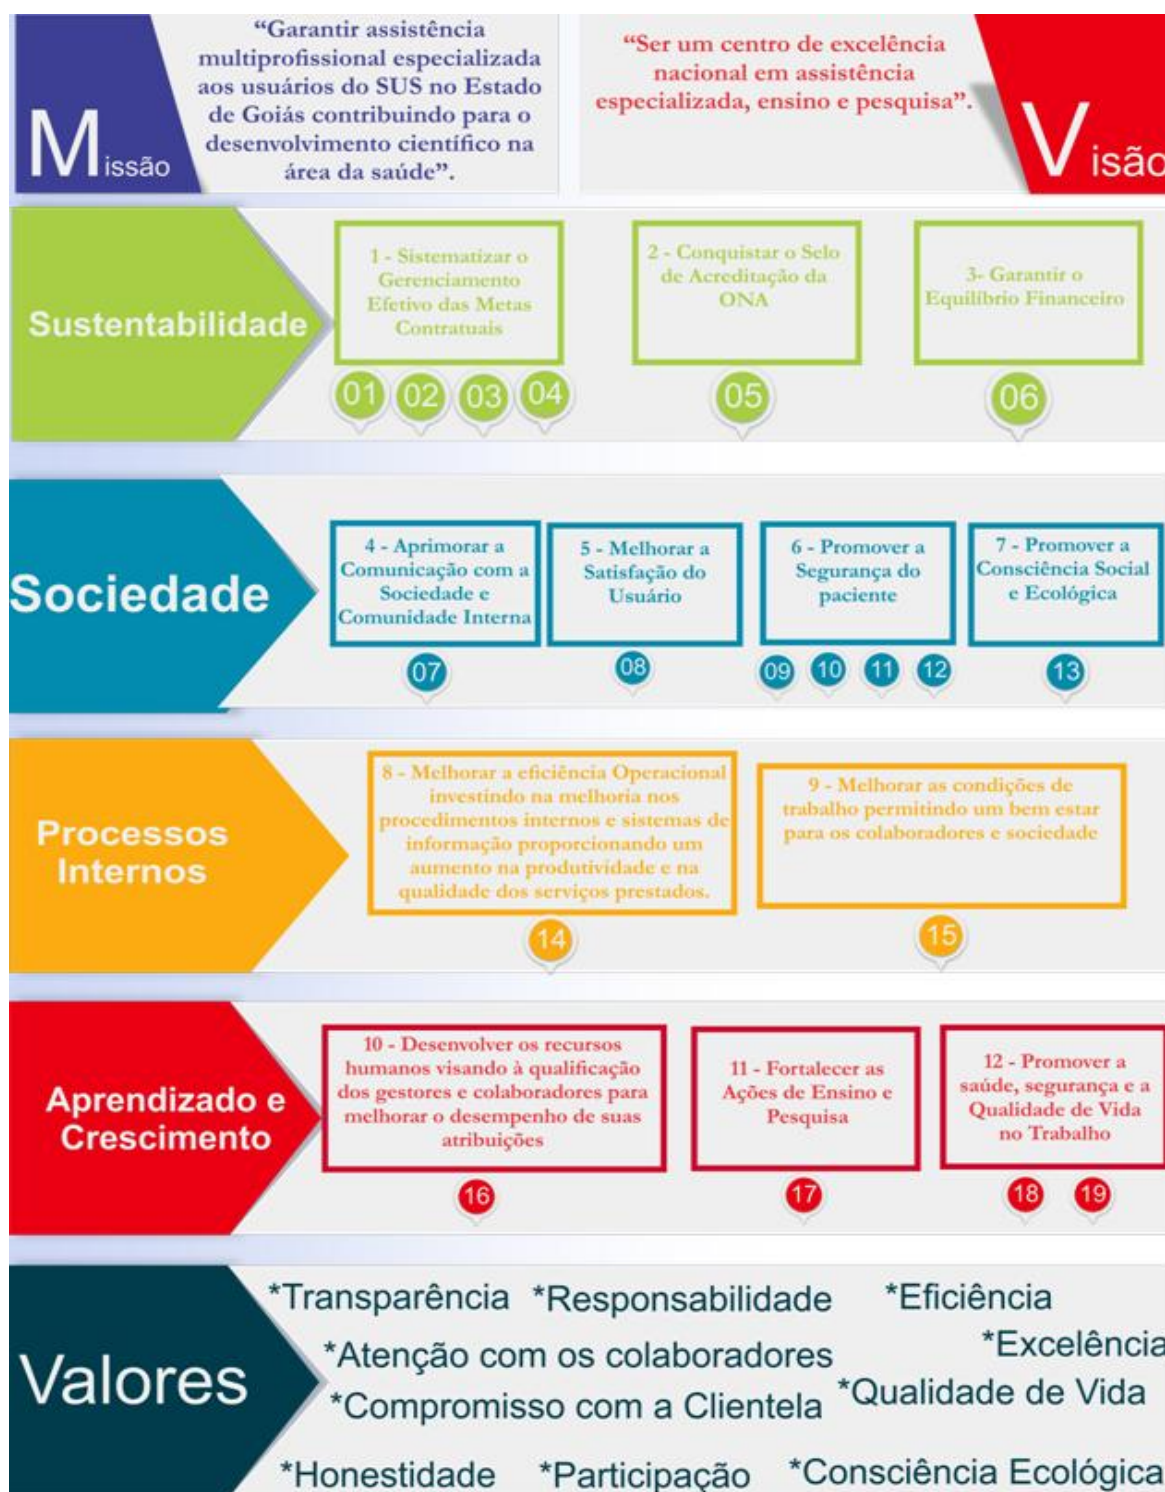 Missão
“Garantir assistência
multiprofissional especializada
aos usuários do SUS no Estado
de Goiás contribuindo para o
desenvolvimento científico na
área da saúde”.
“Ser um centro de excelência
nacional em assistência
especializada, ensino e pesquisa”.
Visão
Sustentabilidade
1 - Sistematizar o
Gerenciamento
Efetivo das Metas
Contratuais
01 02 03 04
2 - Conquistar o Selo
de Acreditação da
ONA
05
3- Garantir o
Equilíbrio Financeiro
06
Sociedade
4 - Aprimorar a
Comunicação com a
Sociedade e
Comunidade Interna
07
5 - Melhorar a
Satisfação do
Usuário
08
6 - Promover a
Segurança do
paciente
09 10 11 12
7 - Promover a
Consciência Social
e Ecológica
13
Processos
Internos
8 - Melhorar a eficiência Operacional
investindo na melhoria nos
procedimentos internos e sistemas de
informação proporcionando um
aumento na produtividade e na
qualidade dos serviços prestados.
14
9 - Melhorar as condições de
trabalho permitindo um bem estar
para os colaboradores e sociedade
15
Aprendizado e
Crescimento
10 - Desenvolver os recursos
humanos visando à qualificação
dos gestores e colaboradores para
melhorar o desempenho de suas
atribuições
16
11 - Fortalecer as
Ações de Ensino e
Pesquisa
17
12 - Promover a
saúde, segurança e a
Qualidade de Vida
no Trabalho
18 19
Valores
*Transparência *Responsabilidade *Eficiência
*Atenção com os colaboradores *Excelência
*Compromisso com a Clientela *Qualidade de Vida
*Honestidade *Participação *Consciência Ecológica